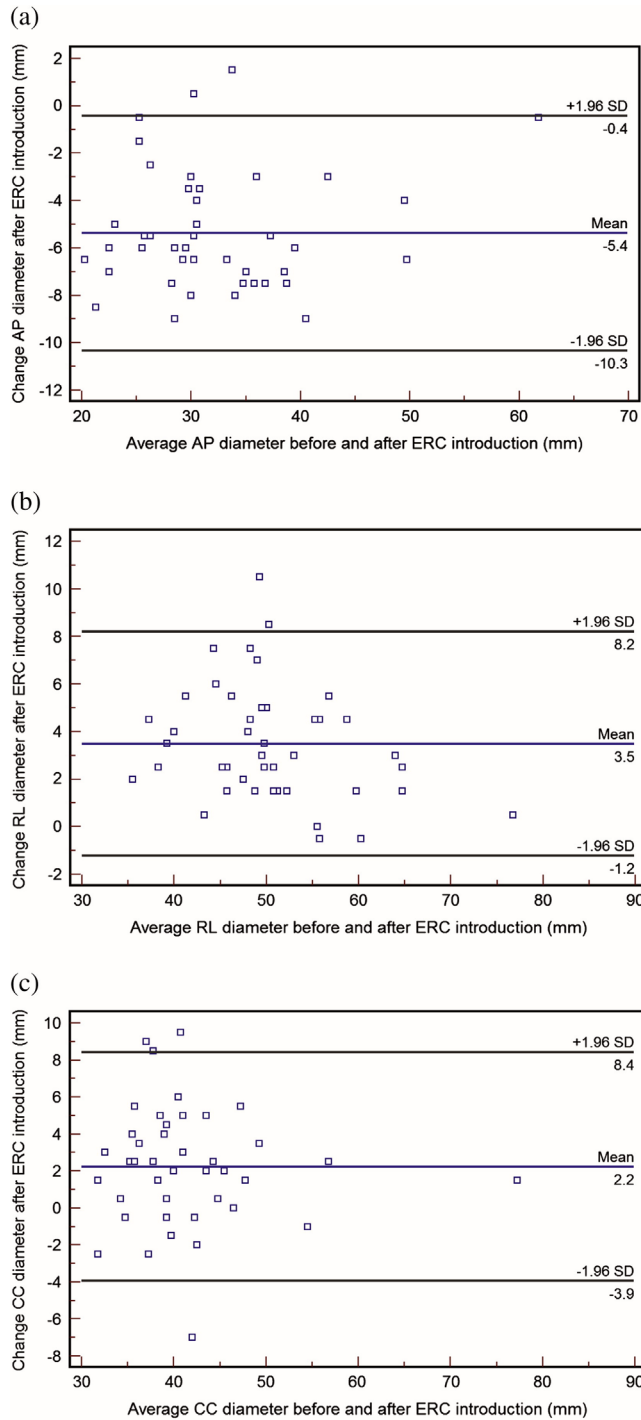 (a)
Change AP diameter after ERC introduction (mm)
2
0
-2
-4
-6
-8
-10
-12
+1.96 SD
-0.4
Mean
-5.4
-1.96 SD
-10.3
20 30 40 50 60 70
Average AP diameter before and after ERC introduction (mm)
(b)
Change RL diameter after ERC introduction (mm)
12
10
8
6
4
2
0
-2
+1.96 SD
8.2
Mean
3.5
-1.96 SD
-1.2
30 40 50 60 70 80 90
Average RL diameter before and after ERC introduction (mm)
(c)
Change CC diameter after ERC introduction (mm)
10
8
6
4
2
0
-2
-4
-6
-8
+1.96 SD
8.4
Mean
2.2
-1.96 SD
-3.9
30 40 50 60 70 80 90
Average CC diameter before and after ERC introduction (mm)